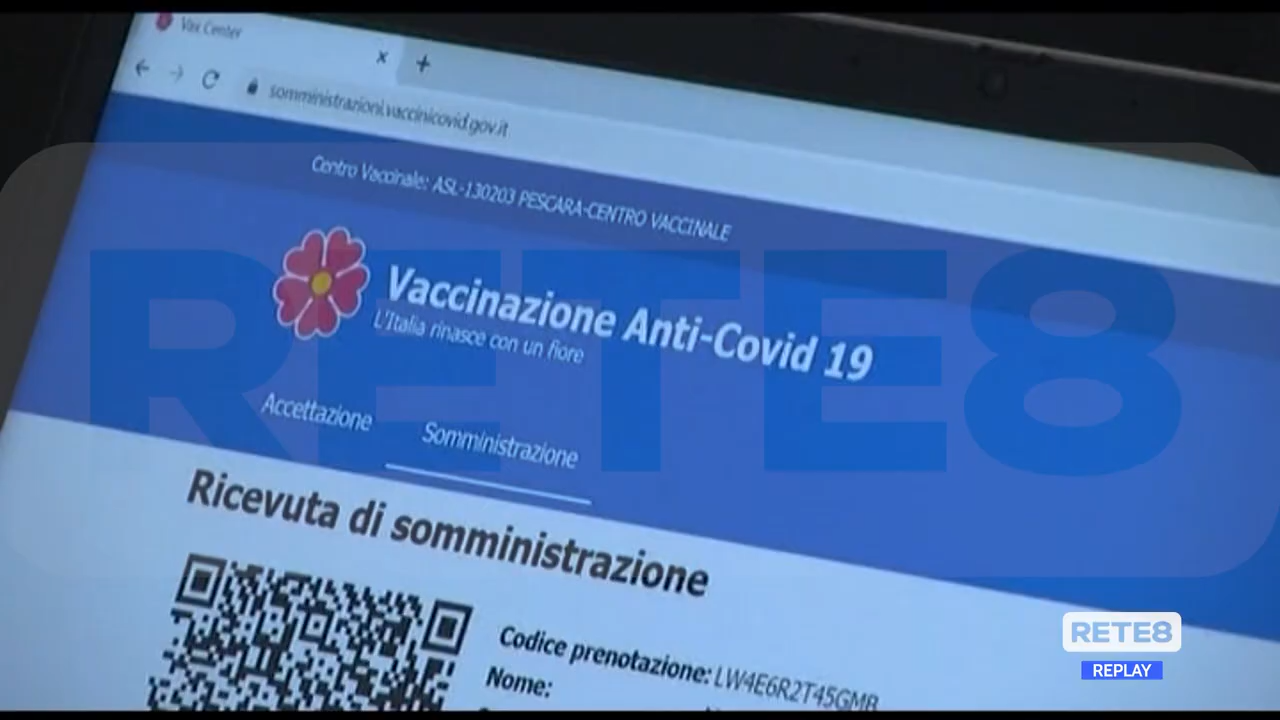 Vax Center
somministrazioni.vaccinicovid.gov.it
Centro Vaccinale: ASL-130203 PESCARA-CENTRO VACCINALE
Vaccinazione Anti-Covid 19
L'Italia rinasce con un fiore
Accettazione Somministrazione
Ricevuta di somministrazione
Codice prenotazione: LW4E6R2T45GMB
Nome:
RETE8
RETE8
REPLAY